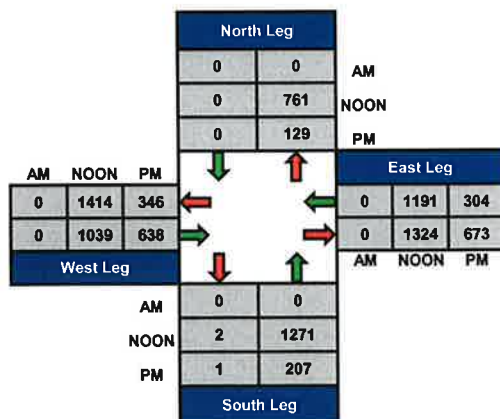 North Leg
0 0 AM
0 761 NOON
0 129 PM
AM NOON PM
East Leg
0 1414 346
0 1191 304
0 1039 638
0 1324 673
West Leg
AM NOON PM
AM 0 0
NOON 2 1271
PM 1 207
South Leg